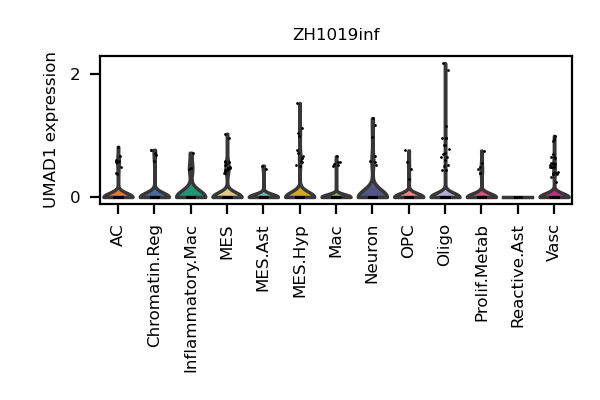 ZH1019inf
UMAD1 expression
2
0
AC
Chromatin.Reg
Inflammatory.Mac
MES
MES.Ast
MES.Hyp
Mac
Neuron
OPC
Oligo
Prolif.Metab
Reactive.Ast
Vasc